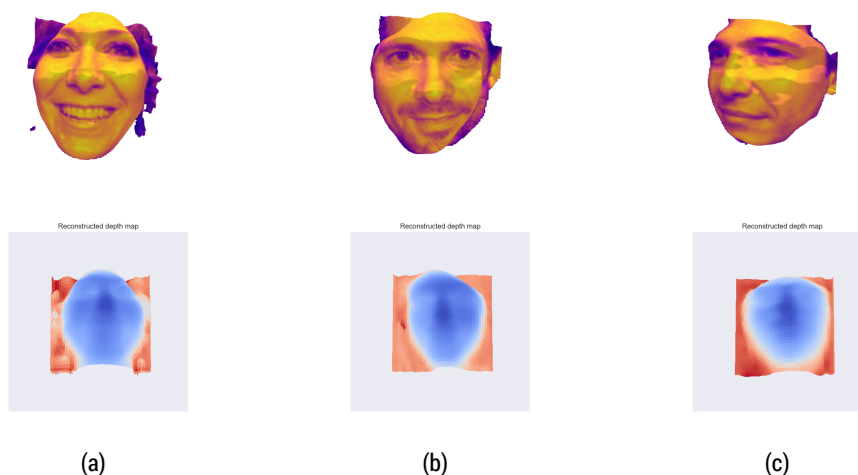 Reconstructed depth map
Reconstructed depth map
Reconstructed depth map
(a)
(b)
(c)